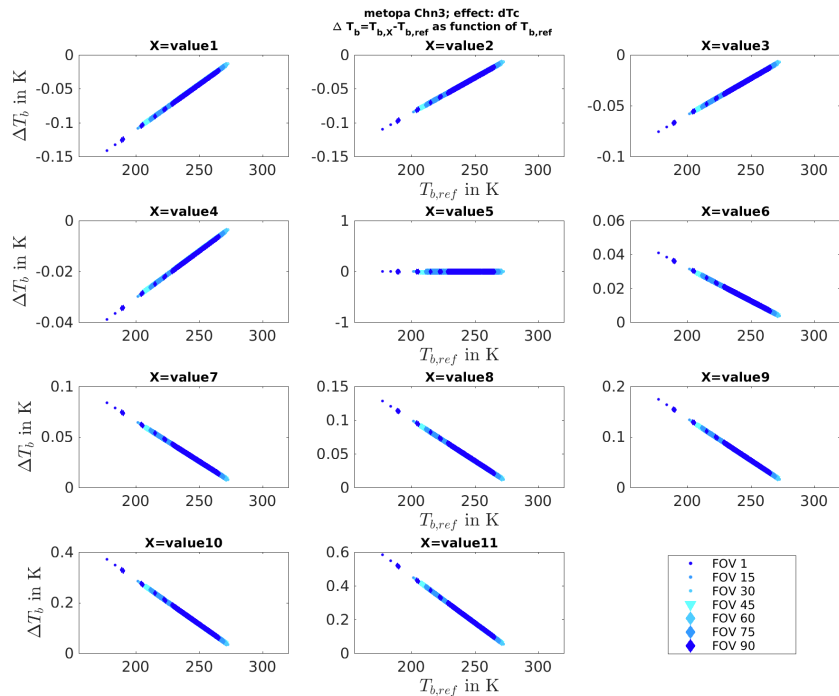 metopa Chn3; effect: dTc
Δ T_b=T_b,X-T_b,ref as function of T_b,ref
X=value1
X=value2
X=value3
0
-0.05
-0.1
-0.15
200
250
300
ΔT_b in K
0
-0.05
-0.1
-0.15
200
250
300
T_b,ref in K
0
-0.05
-0.1
200
250
300
X=value4
X=value5
X=value6
0
-0.02
-0.04
200
250
300
ΔT_b in K
1
0
-1
200
250
300
T_b,ref in K
0.06
0.04
0.02
0
200
250
300
X=value7
X=value8
X=value9
0.1
0.05
0
200
250
300
ΔT_b in K
0.15
0.1
0.05
0
200
250
300
T_b,ref in K
0.2
0.1
0
200
250
300
X=value10
X=value11
0.4
0.2
0
200
250
300
ΔT_b in K
0.6
0.4
0.2
0
200
250
300
T_b,ref in K
FOV 1
FOV 15
FOV 30
FOV 45
FOV 60
FOV 75
FOV 90